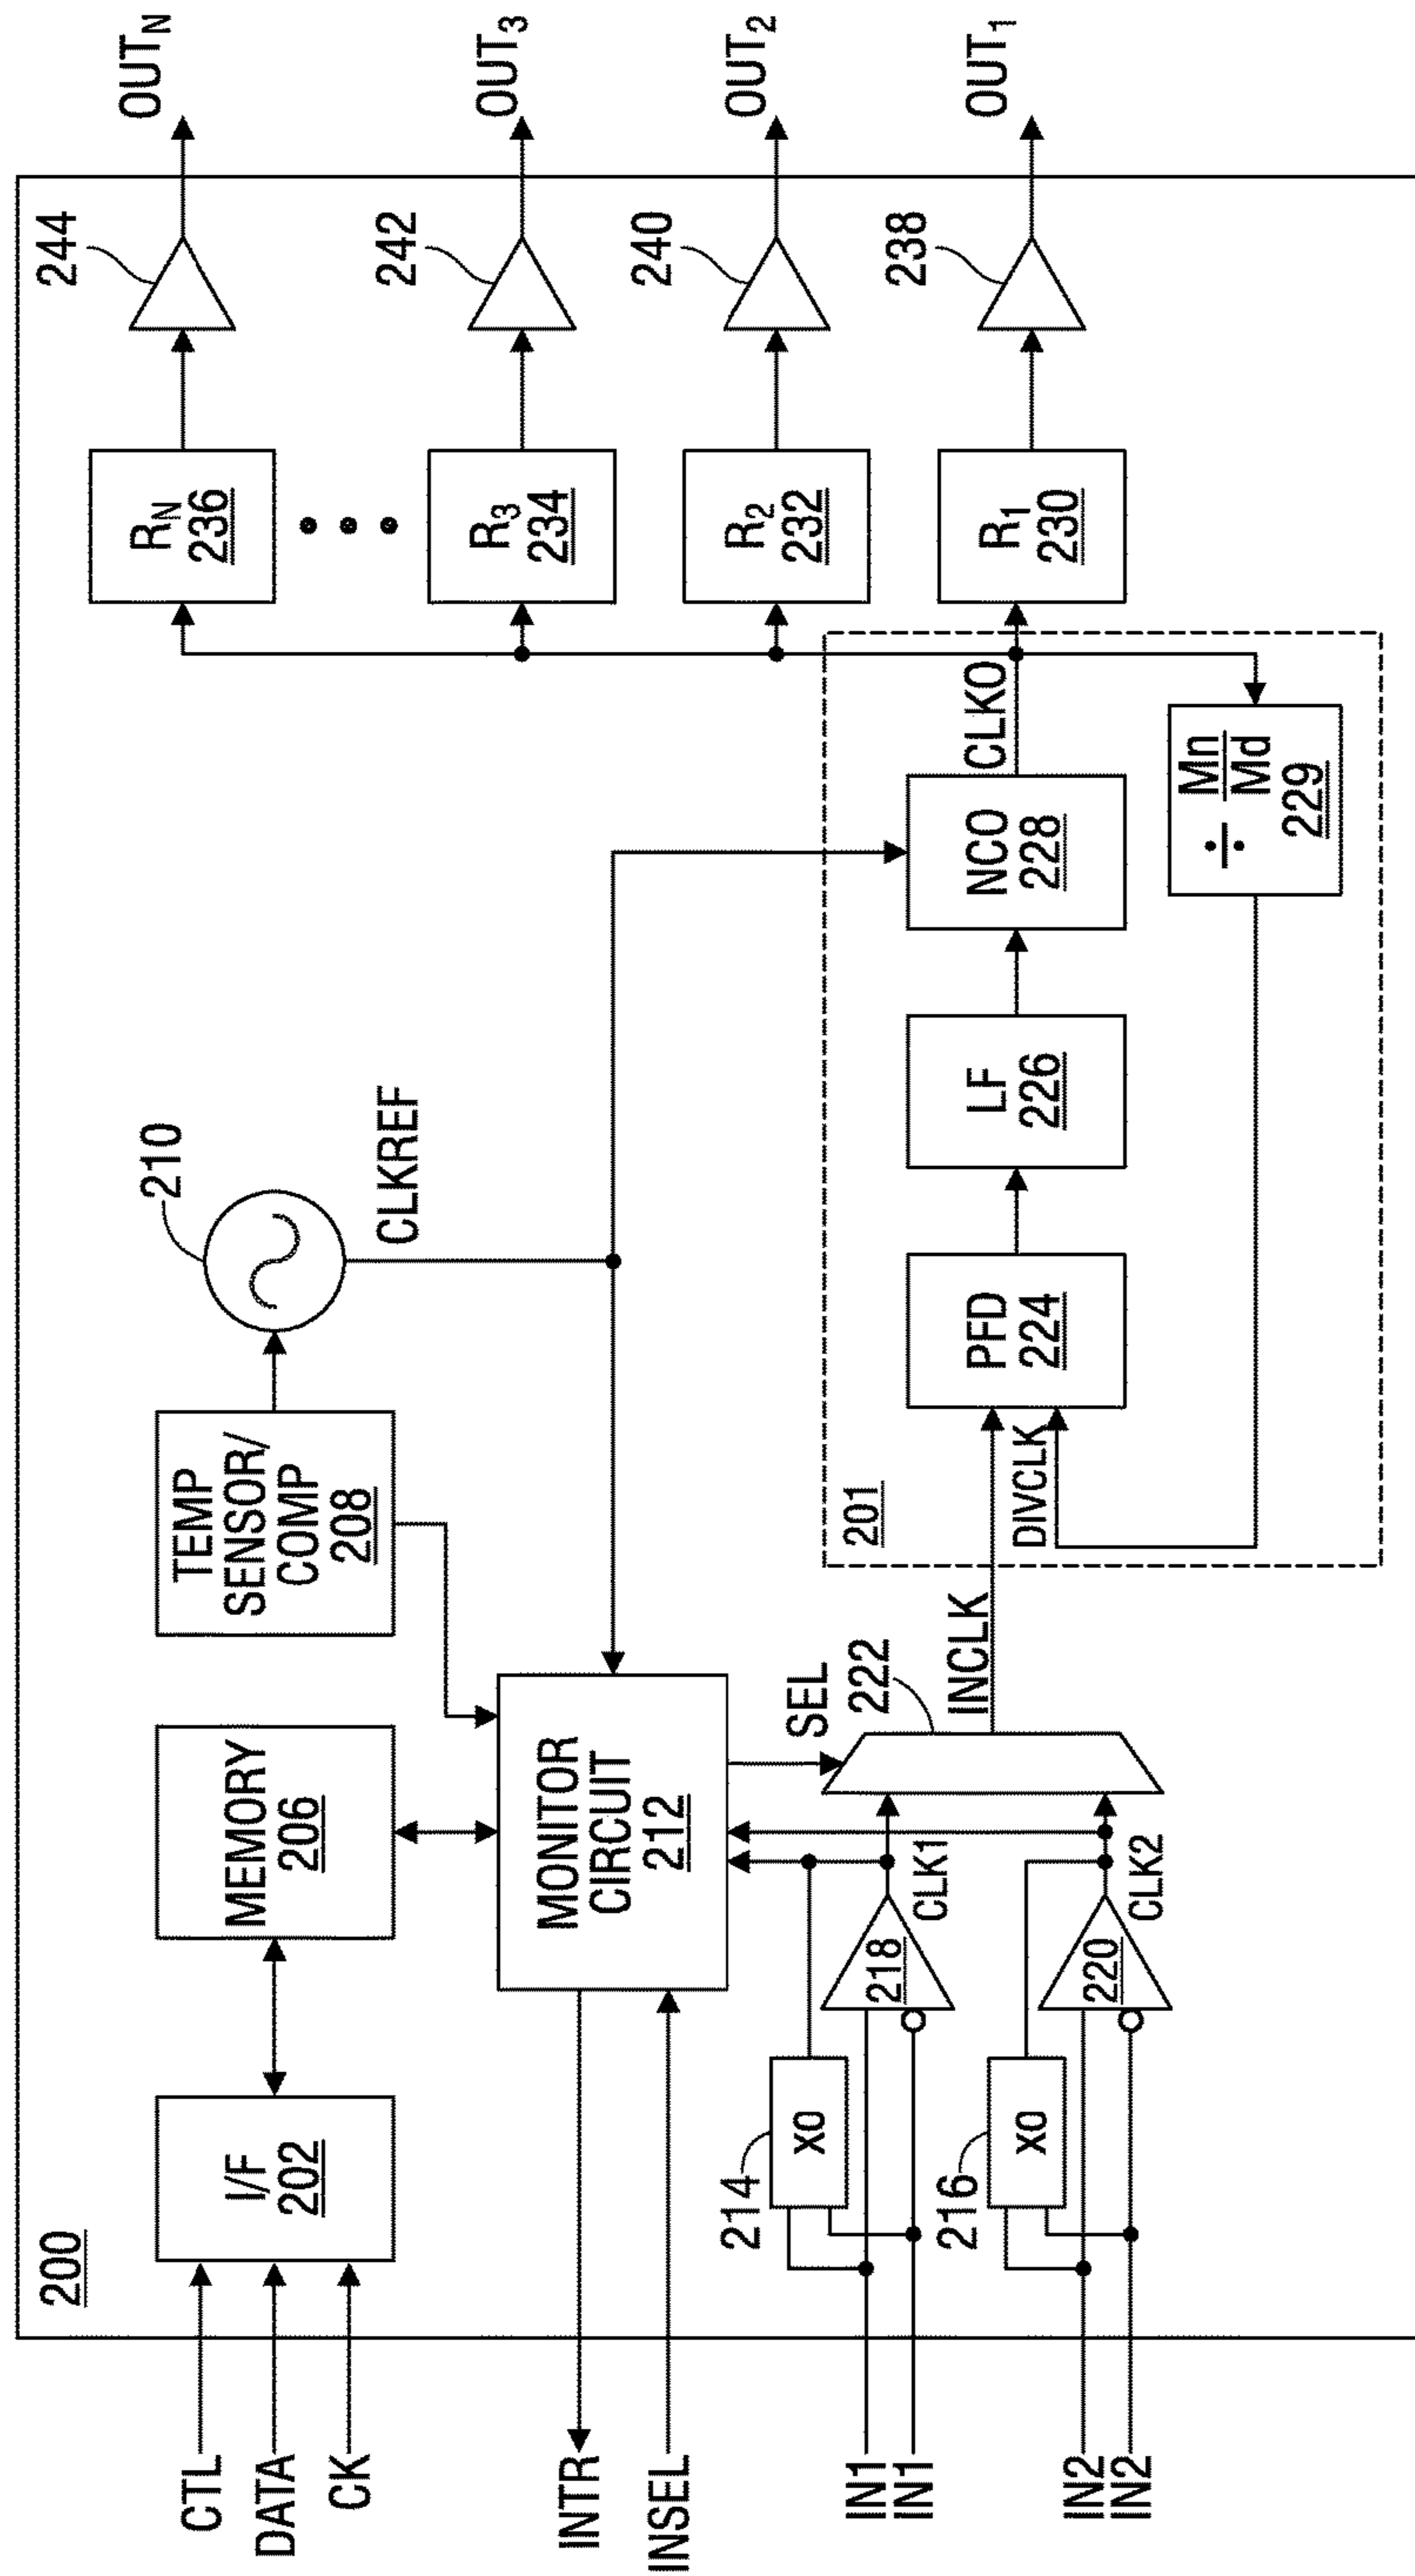 200
CTL
DATA
CK
I/F
202
MEMORY
206
TEMP
SENSOR/
COMP
208
210
CLKREF
INTR
INSEL
MONITOR
CIRCUIT
212
SEL
222
INCLK
IN1
IN1
214
XO
218
CLK1
IN2
IN2
216
XO
220
CLK2
201
DIVCLK
PFD
224
LF
226
NCO
228
CLKO
÷ Mn
Md
229
RN
236
244
OUTN
R3
234
242
OUT3
R2
232
240
OUT2
R1
230
238
OUT1